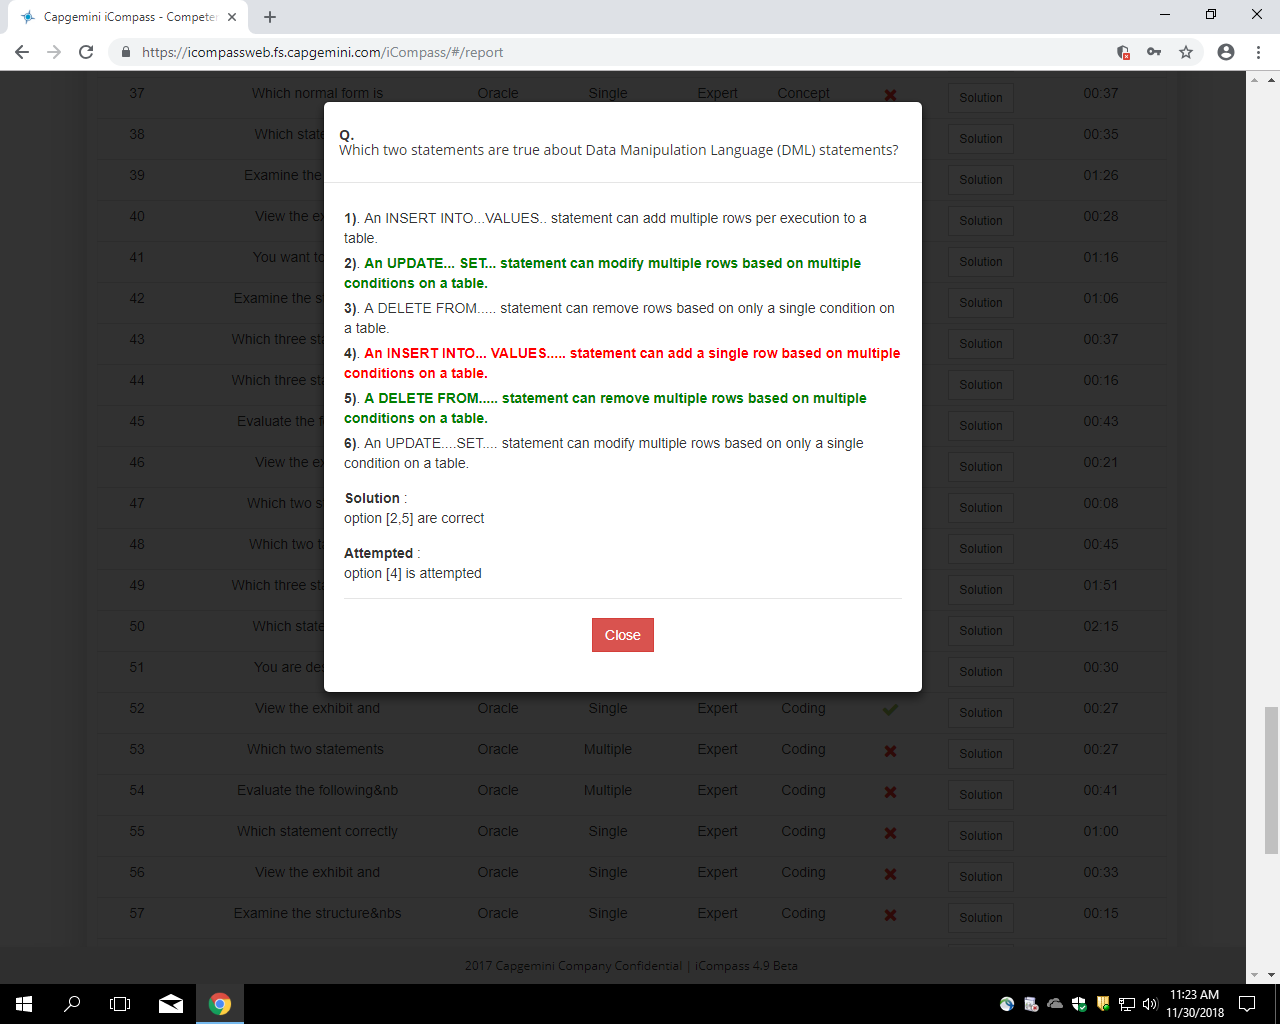 Capgemini iCompass - Competen
https://icompassweb.fs.capgemini.com/iCompass/#/report
37 Which normal form is Oracle Single Expert Concept Solution 00:37
38 Which state Solution 00:35
39 Examine the Solution 01:26
40 View the ex Solution 00:28
41 You want to Solution 01:16
42 Examine the s Solution 01:06
43 Which three sta Solution 00:37
44 Which three sta Solution 00:16
45 Evaluate the f Solution 00:43
46 View the ex Solution 00:21
47 Which two s Solution 00:08
48 Which two t Solution 00:45
49 Which three sta Solution 01:51
50 Which state Solution 02:15
51 You are de Solution 00:30
Q.
Which two statements are true about Data Manipulation Language (DML) statements?
1). An INSERT INTO...VALUES.. statement can add multiple rows per execution to a
table.
2). An UPDATE... SET... statement can modify multiple rows based on multiple
conditions on a table.
3). A DELETE FROM..... statement can remove rows based on only a single condition on
a table.
4). An INSERT INTO... VALUES..... statement can add a single row based on multiple
conditions on a table.
5). A DELETE FROM..... statement can remove multiple rows based on multiple
conditions on a table.
6). An UPDATE....SET.... statement can modify multiple rows based on only a single
condition on a table.
Solution :
option [2,5] are correct
Attempted :
option [4] is attempted
Close
52 View the exhibit and Oracle Single Expert Coding Solution 00:27
53 Which two statements Oracle Multiple Expert Coding Solution 00:27
54 Evaluate the following&nb Oracle Multiple Expert Coding Solution 00:41
55 Which statement correctly Oracle Single Expert Coding Solution 01:00
56 View the exhibit and Oracle Single Expert Coding Solution 00:33
57 Examine the structure&nbs Oracle Single Expert Coding Solution 00:15
2017 Capgemini Company Confidential | iCompass 4.9 Beta
11:23 AM
11/30/2018